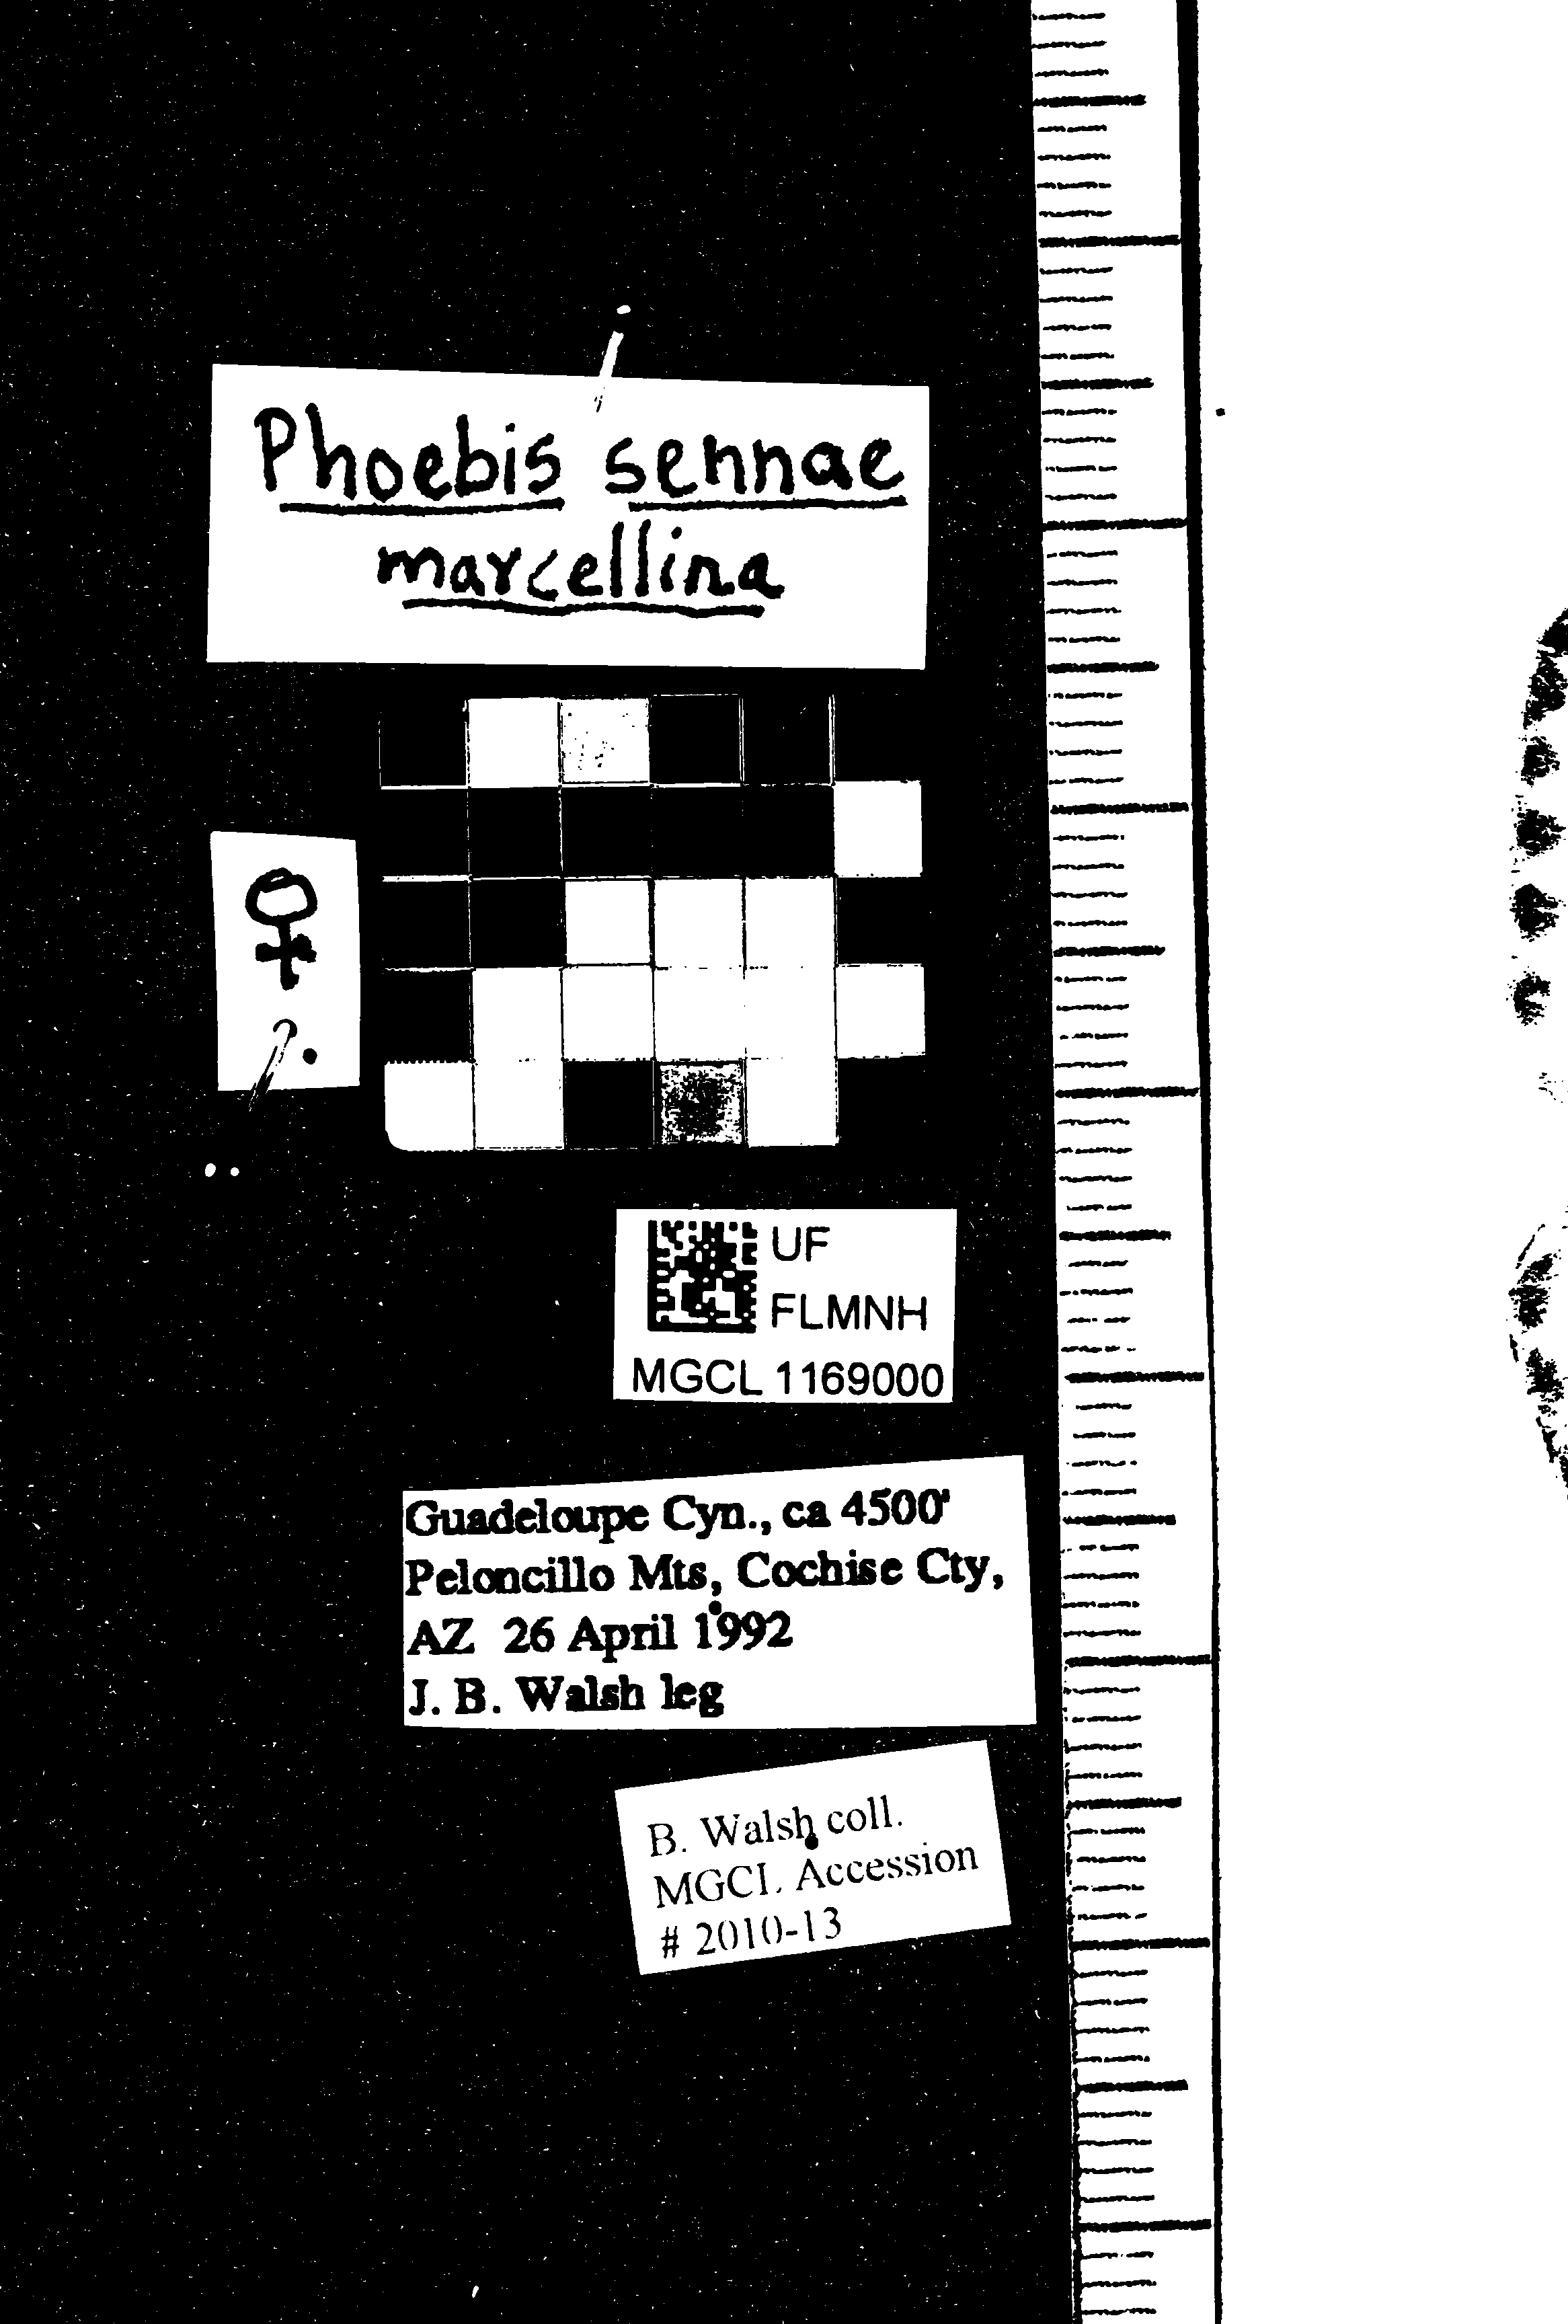 Phoebis sennae
marcellina
♀
UF
FLMNH
MGCL 1169000
Guadeloupe Cyn., ca 4500'
Peloncillo Mts, Cochise Cty,
AZ 26 April 1992
J. B. Walsh leg
B. Walsh coll.
MGCL Accession
# 2010-13